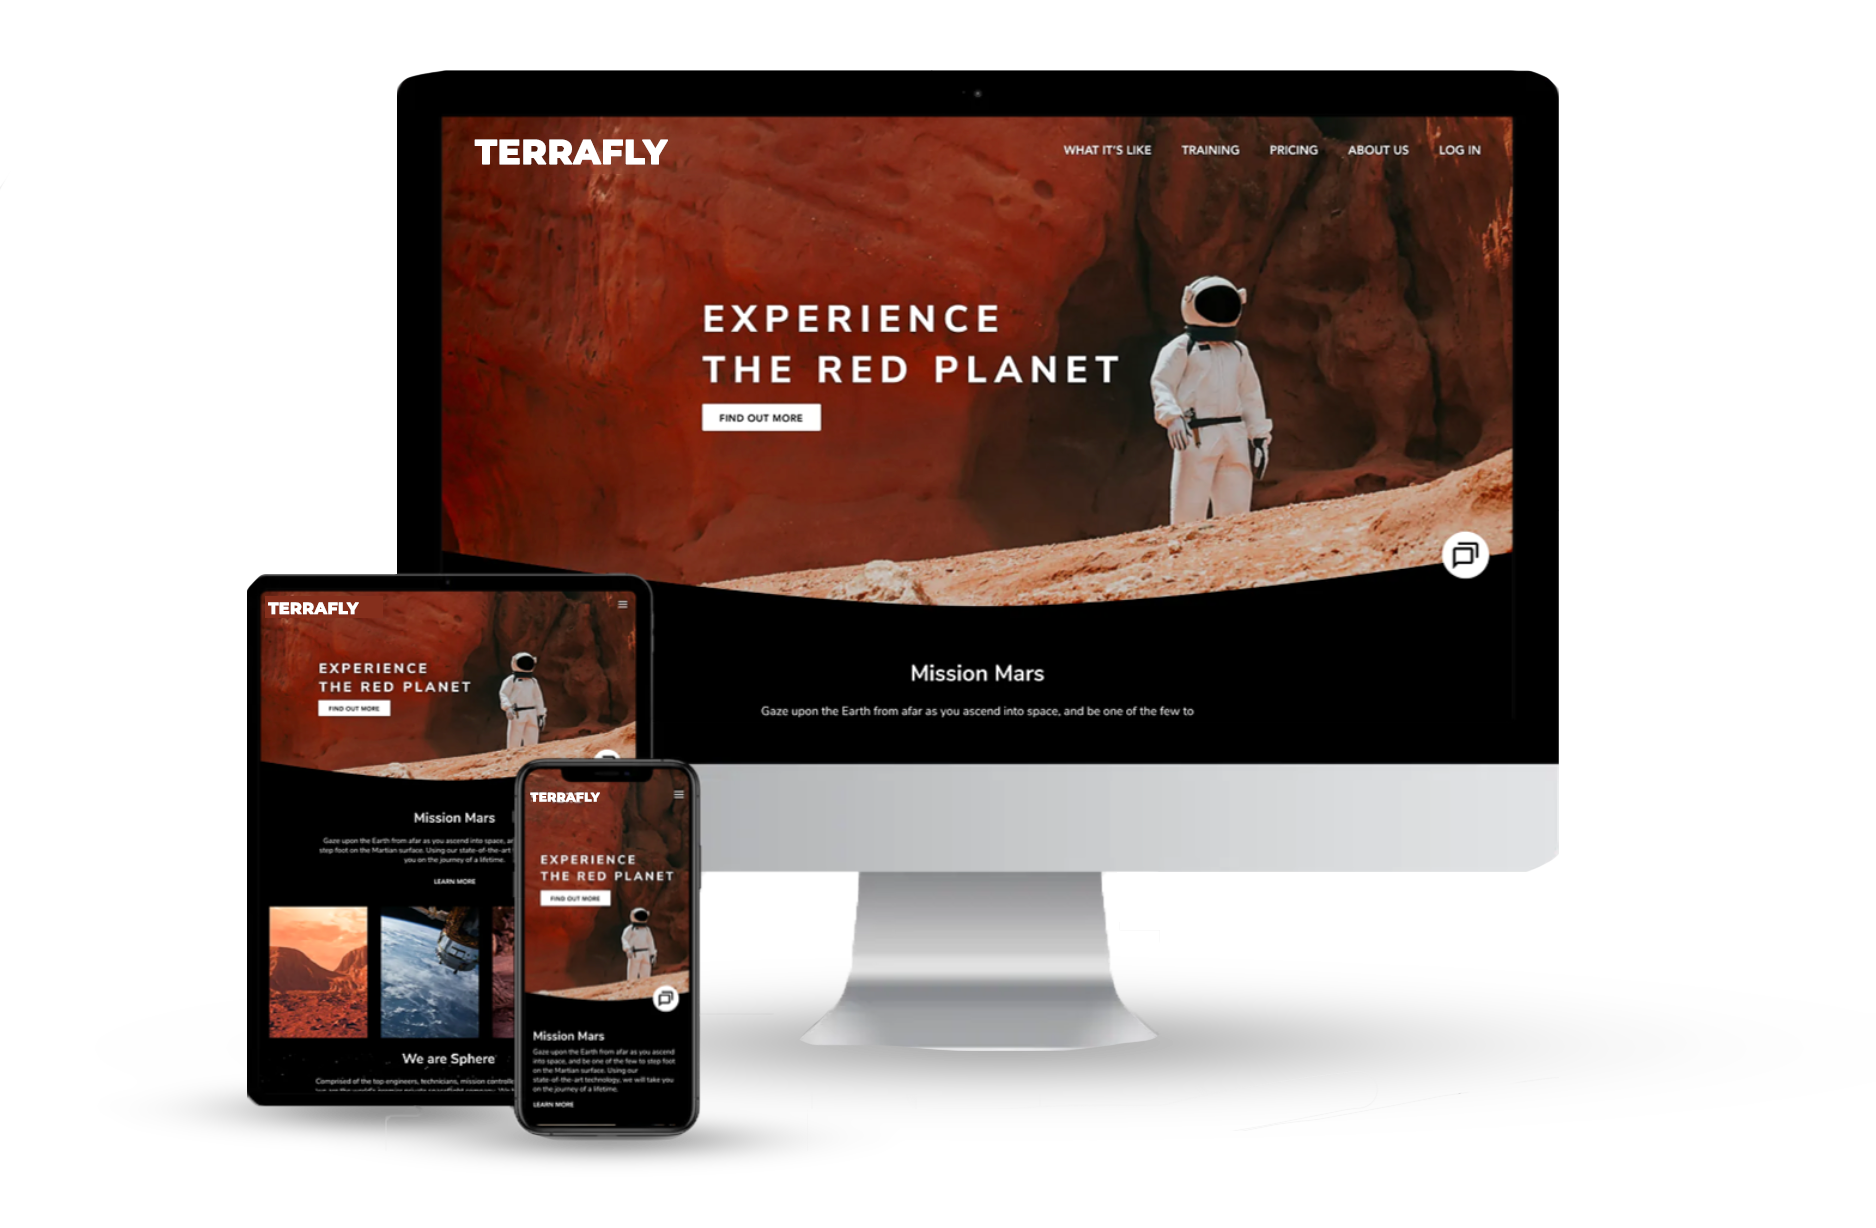 TERRAFLY
WHAT IT'S LIKE TRAINING PRICING ABOUT US LOG IN
EXPERIENCE
THE RED PLANET
FIND OUT MORE
Mission Mars
Gaze upon the Earth from afar as you ascend into space, and be one of the few to
TERRAFLY
EXPERIENCE
THE RED PLANET
FIND OUT MORE
Mission Mars
Gaze upon the Earth from afar as you ascend into space,
step foot on the Martian surface. Using our state-of-the-art
you on the journey of a lifetime.
LEARN MORE
We are Sphere
Comprised of the top engineers, technicians, mission
TERRAFLY
EXPERIENCE
THE RED PLANET
FIND OUT MORE
Mission Mars
Gaze upon the Earth from afar as you ascend
into space, and be one of the few to step foot
on the Martian surface. Using our
state-of-the-art technology, we will take you
on the journey of a lifetime.
LEARN MORE